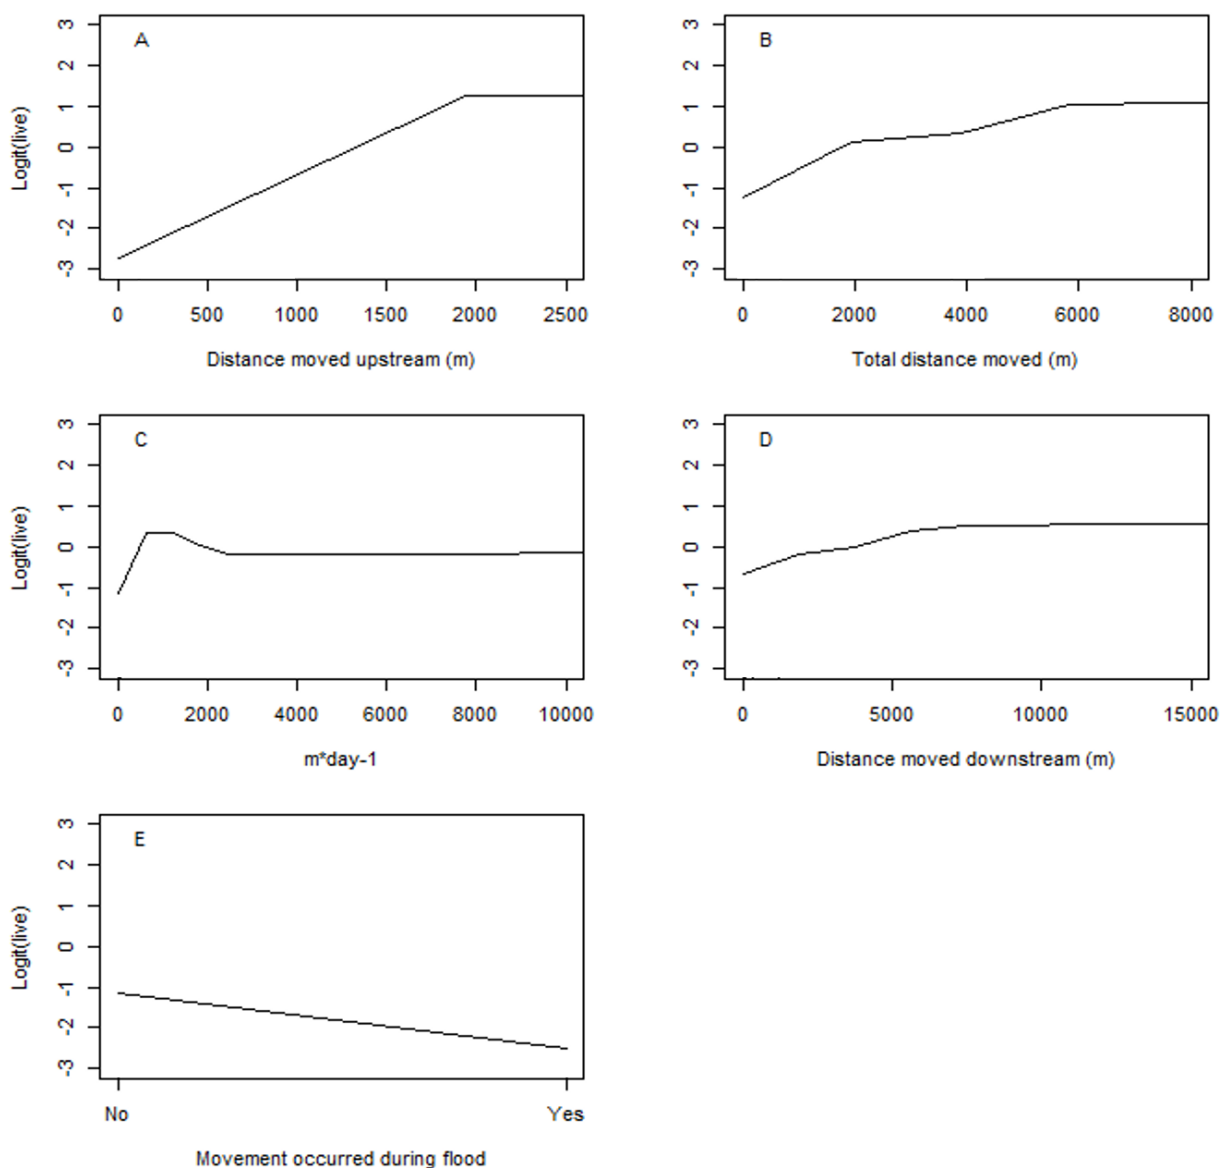 A
3
2
1
0
-1
-2
-3
Logit(live)
0 500 1000 1500 2000 2500
Distance moved upstream (m)
B
3
2
1
0
-1
-2
-3
0 2000 4000 6000 8000
Total distance moved (m)
C
3
2
1
0
-1
-2
-3
Logit(live)
0 2000 4000 6000 8000 10000
m*day-1
D
3
2
1
0
-1
-2
-3
0 5000 10000 15000
Distance moved downstream (m)
E
3
2
1
0
-1
-2
-3
Logit(live)
No Yes
Movement occurred during flood